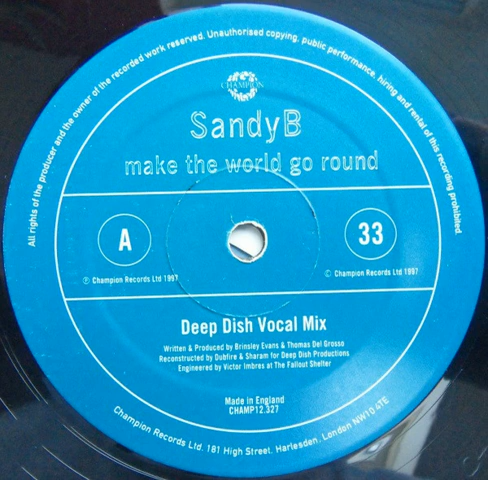 All rights of the producer and the owner of the recorded work reserved. Unauthorised copying, public performance, hiring and rental of this recording prohibited.
CHAMPION
SandyB
make the world go round
A
33
℗ Champion Records Ltd 1997
© Champion Records Ltd 1997
Deep Dish Vocal Mix
Written & Produced by Brinsley Evans & Thomas Del Grosso
Reconstructed by Dubfire & Sharam for Deep Dish Productions
Engineered by Victor Imbres at The Fallout Shelter
Made in England
CHAMP12.327
Champion Records Ltd. 181 High Street. Harlesden. London NW10 4TE